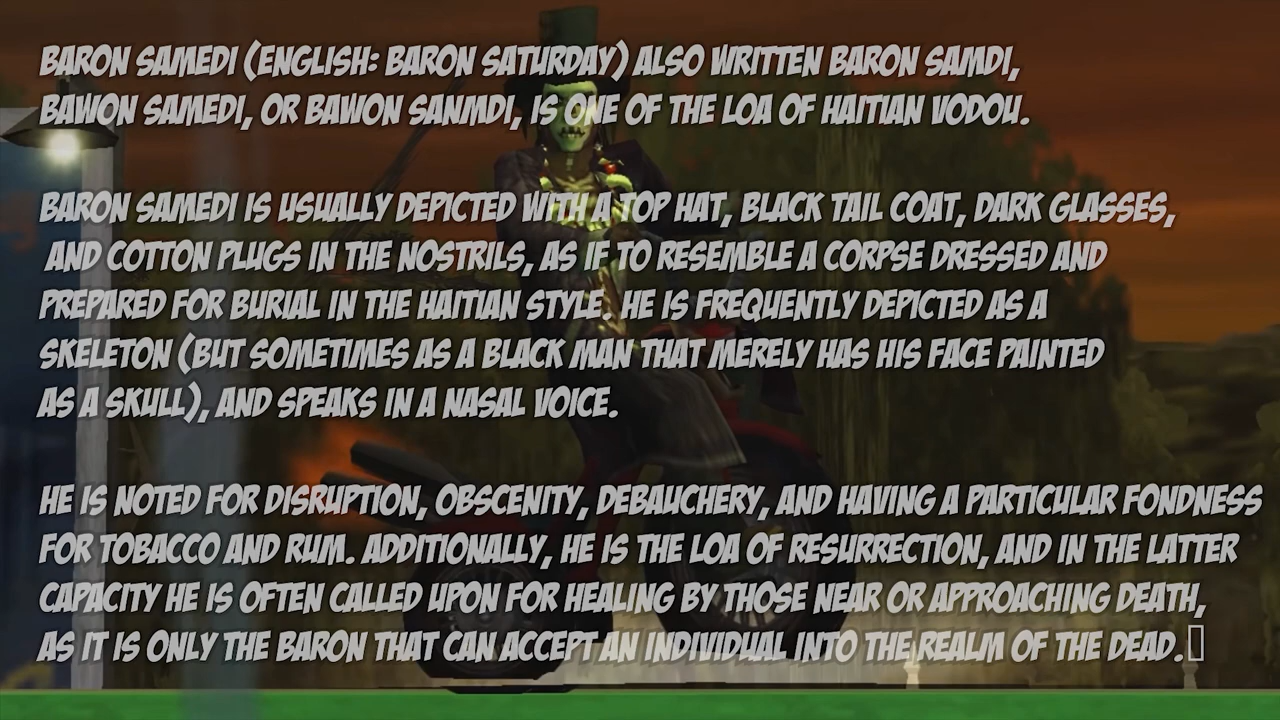 BARON SAMEDI (ENGLISH: BARON SATURDAY) ALSO WRITTEN BARON SAMDI,
BAWON SAMEDI, OR BAWON SANMDI, IS ONE OF THE LOA OF HAITIAN VODOU.
BARON SAMEDI IS USUALLY DEPICTED WITH A TOP HAT, BLACK TAIL COAT, DARK GLASSES,
AND COTTON PLUGS IN THE NOSTRILS, AS IF TO RESEMBLE A CORPSE DRESSED AND
PREPARED FOR BURIAL IN THE HAITIAN STYLE. HE IS FREQUENTLY DEPICTED AS A
SKELETON (BUT SOMETIMES AS A BLACK MAN THAT MERELY HAS HIS FACE PAINTED
AS A SKULL), AND SPEAKS IN A NASAL VOICE.
HE IS NOTED FOR DISRUPTION, OBSCENITY, DEBAUCHERY, AND HAVING A PARTICULAR FONDNESS
FOR TOBACCO AND RUM. ADDITIONALLY, HE IS THE LOA OF RESURRECTION, AND IN THE LATTER
CAPACITY HE IS OFTEN CALLED UPON FOR HEALING BY THOSE NEAR OR APPROACHING DEATH,
AS IT IS ONLY THE BARON THAT CAN ACCEPT AN INDIVIDUAL INTO THE REALM OF THE DEAD.